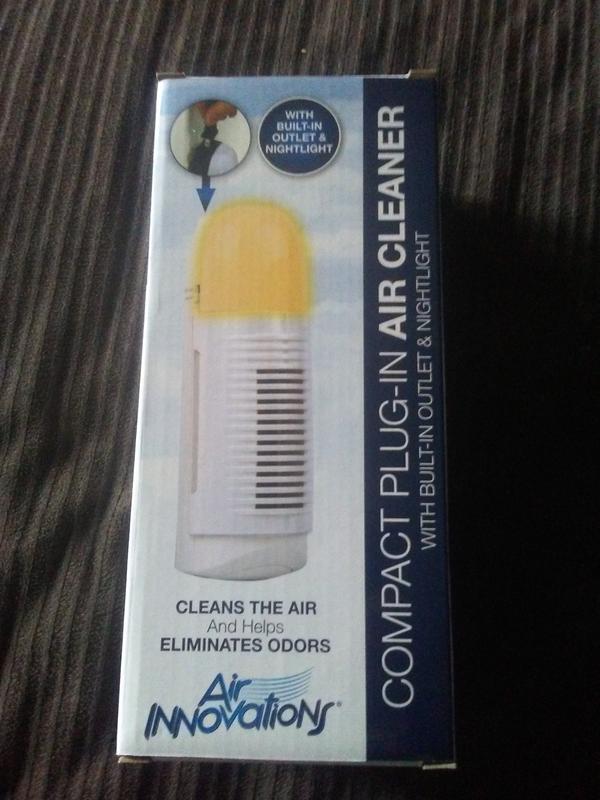 WITH
BUILT-IN
OUTLET &
NIGHTLIGHT
CLEANS THE AIR
And Helps
ELIMINATES ODORS
Air
INNOVATIONS®
COMPACT PLUG-IN AIR CLEANER
WITH BUILT-IN OUTLET & NIGHTLIGHT